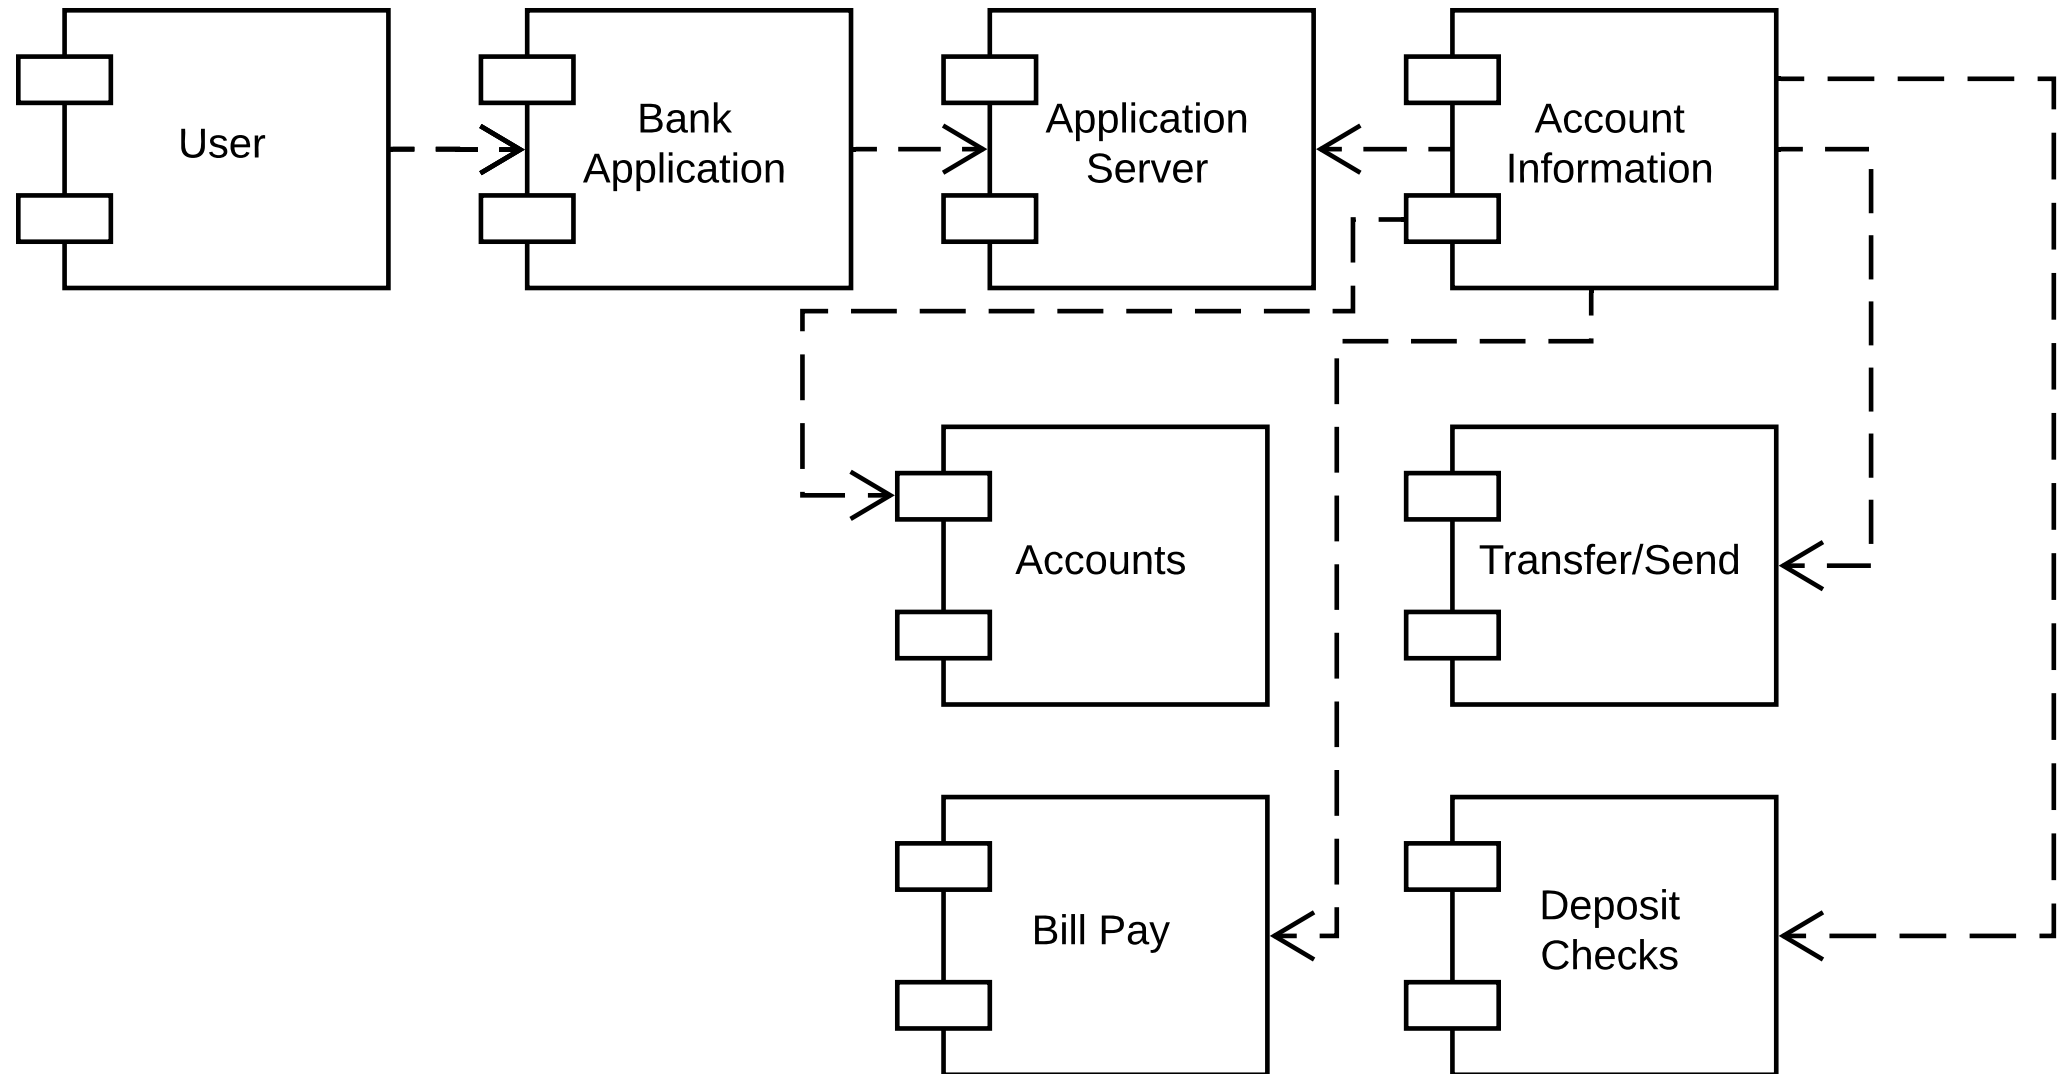 User
Bank
Application
Application
Server
Account
Information
Accounts
Transfer/Send
Bill Pay
Deposit
Checks